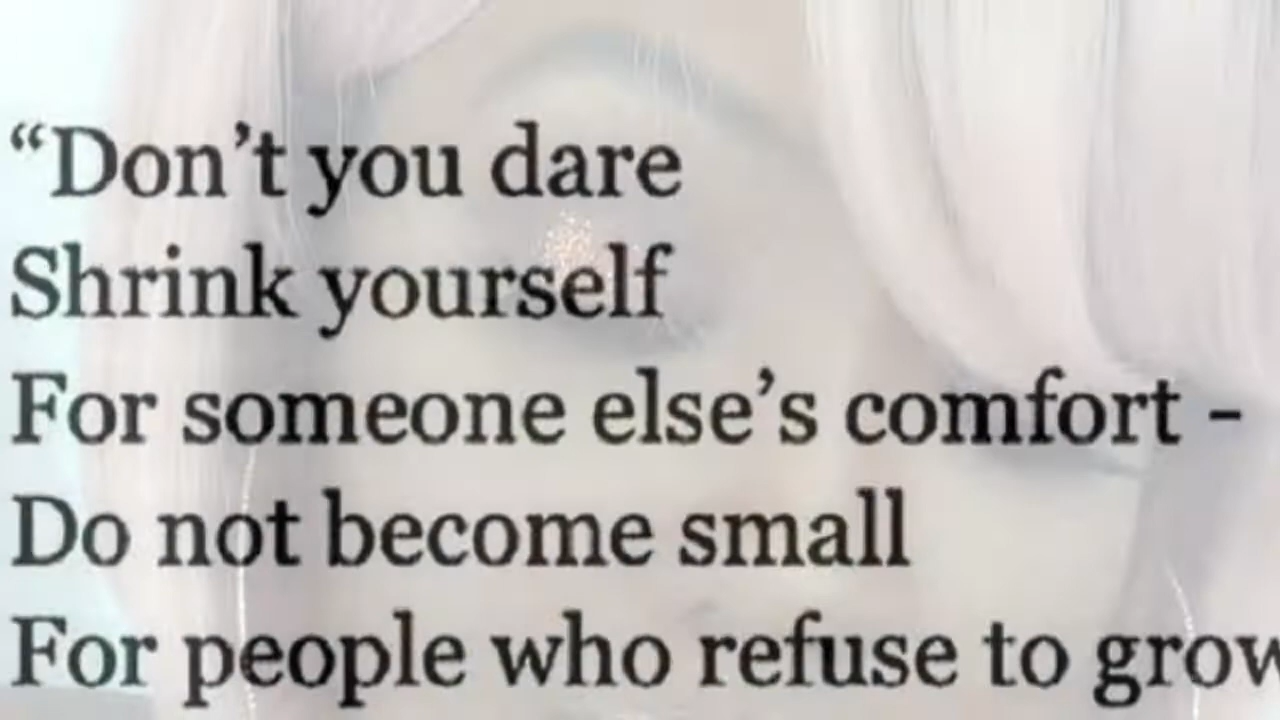 “Don’t you dare
Shrink yourself
For someone else’s comfort -
Do not become small
For people who refuse to grow